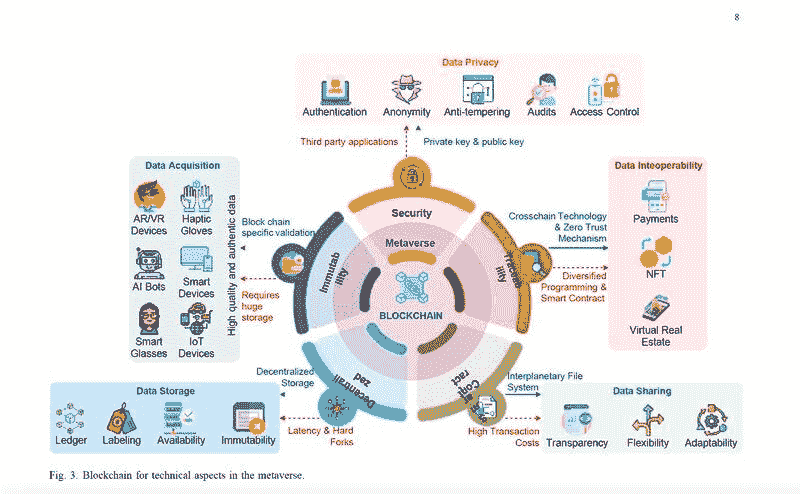 8
Data Privacy
Authentication
Anonymity
Anti-tempering
Audits
Access Control
Third party applications
Private key & public key
Data Acquisition
AR/VR
Devices
Haptic
Gloves
AI Bots
Smart
Devices
Smart
Glasses
IoT
Devices
High quality and authentic data
Block chain
specific validation
Requires
huge
storage
Security
Metaverse
Immutab
ility
BLOCKCHAIN
Traceab
ility
Decentrali
zed
ract
Crosschain Technology
& Zero Trust
Mechanism
Diversified
Programming &
Smart Contract
Data Inteoperability
Payments
NFT
Virtual Real
Estate
Decentralized
Storage
Latency & Hard
Forks
Data Storage
Ledger
Labeling
Availability
Immutability
Interplanetary File
System
High Transaction
Costs
Data Sharing
Transparency
Flexibility
Adaptability
Fig. 3. Blockchain for technical aspects in the metaverse.